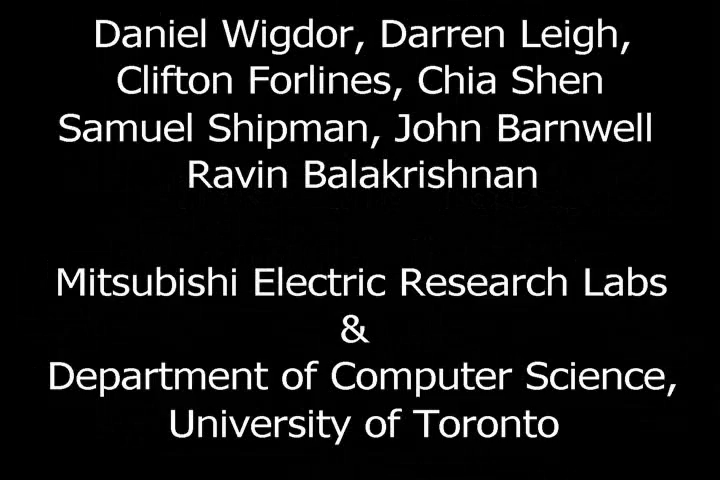 Daniel Wigdor, Darren Leigh,
Clifton Forlines, Chia Shen
Samuel Shipman, John Barnwell
Ravin Balakrishnan
Mitsubishi Electric Research Labs
&
Department of Computer Science,
University of Toronto